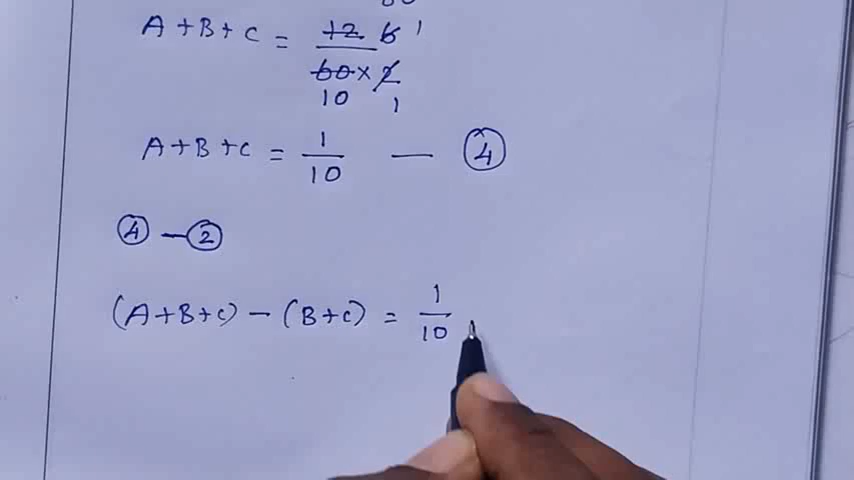 A + B + C = 12 6 1
60 × 2
10 1
A + B + C = 1/10 — ④
④ — ②
(A + B + C) - (B + C) = 1/10